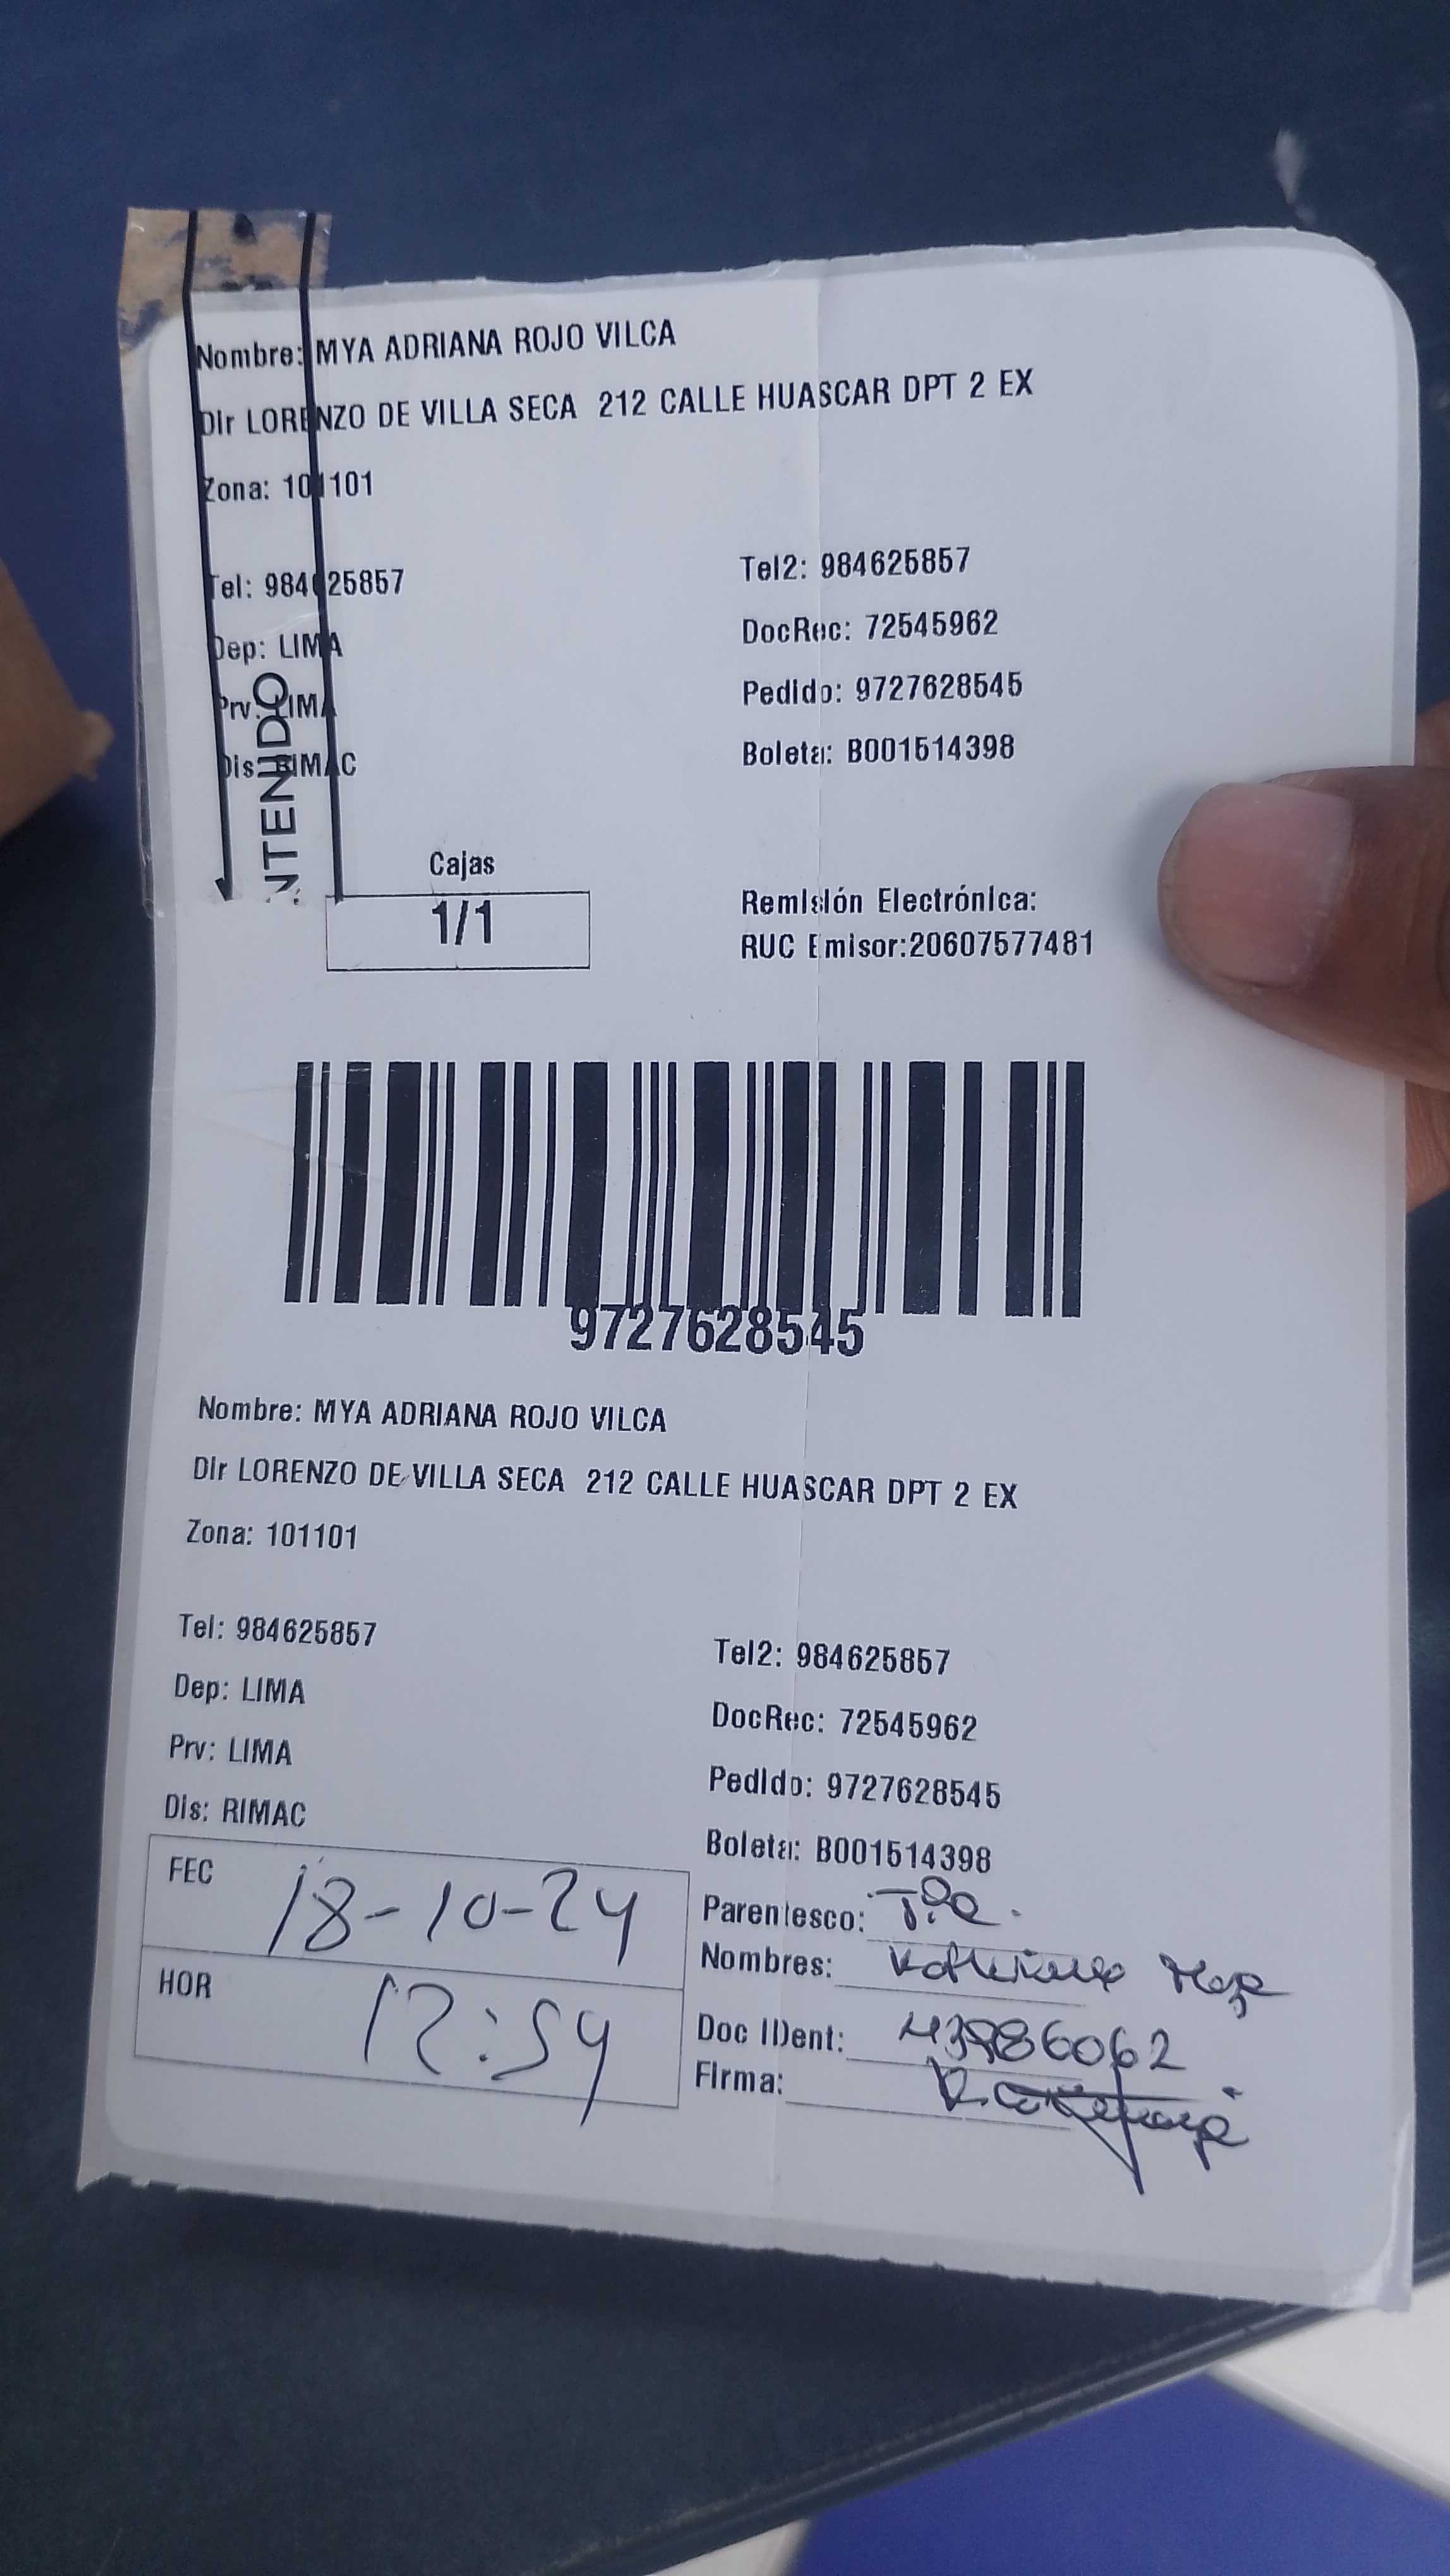 Nombre: MYA ADRIANA ROJO VILCA
Dir LORENZO DE VILLA SECA 212 CALLE HUASCAR DPT 2 EX
Zona: 101101
Tel: 984625857
Tel2: 984625857
DocRec: 72545962
Dep: LIMA
Pedido: 9727628545
Prv: LIMA
Boleta: B001514398
Dis: RIMAC
NTENIDO
Cajas
1/1
Remisión Electrónica:
RUC Emisor:20607577481
9727628545
Nombre: MYA ADRIANA ROJO VILCA
Dir LORENZO DE VILLA SECA 212 CALLE HUASCAR DPT 2 EX
Zona: 101101
Tel: 984625857
Tel2: 984625857
Dep: LIMA
DocRec: 72545962
Prv: LIMA
Pedido: 9727628545
Dis: RIMAC
Boleta: B001514398
FEC 18-10-24
Parentesco: Tía.
Nombres:
HOR 12:59
Doc IDent: 43986062
Firma: